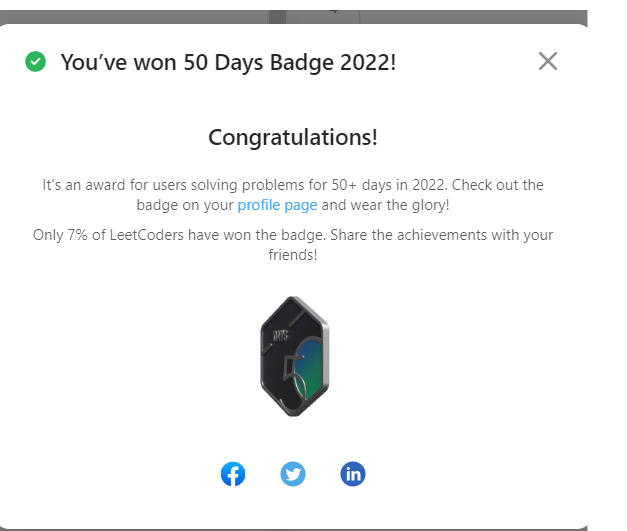 You’ve won 50 Days Badge 2022!
Congratulations!
It's an award for users solving problems for 50+ days in 2022. Check out the
badge on your profile page and wear the glory!
Only 7% of LeetCoders have won the badge. Share the achievements with your
friends!
DAYS
5
in